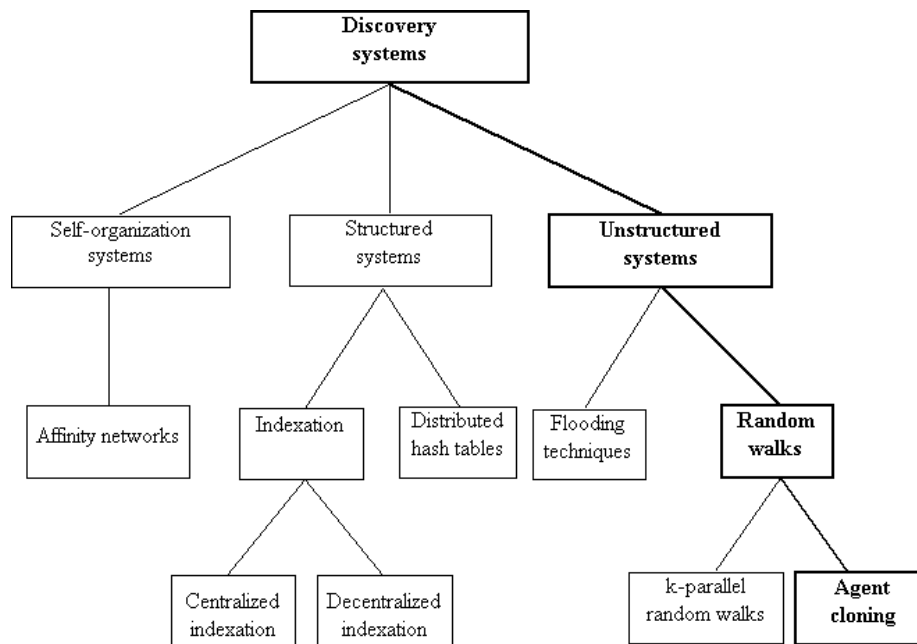 Discovery
systems
Self-organization
systems
Structured
systems
Unstructured
systems
Affinity networks
Indexation
Distributed
hash tables
Flooding
techniques
Random
walks
Centralized
indexation
Decentralized
indexation
k-parallel
random walks
Agent
cloning